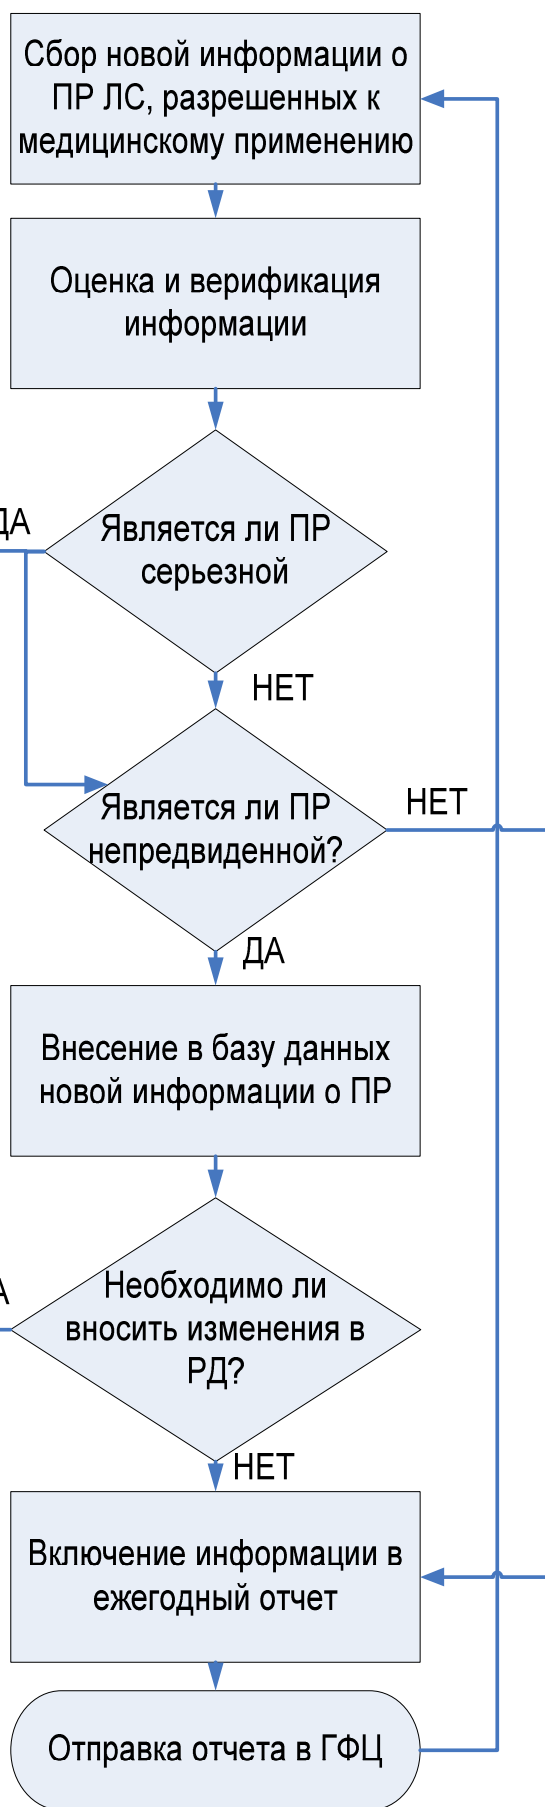 Сбор новой информации о
ПР ЛС, разрешенных к
медицинскому применению
Оценка и верификация
информации
ДА
Является ли ПР
серьезной
НЕТ
Является ли ПР
непредвиденной?
НЕТ
ДА
Внесение в базу данных
новой информации о ПР
А
Необходимо ли
вносить изменения в
РД?
НЕТ
Включение информации в
ежегодный отчет
Отправка отчета в ГФЦ